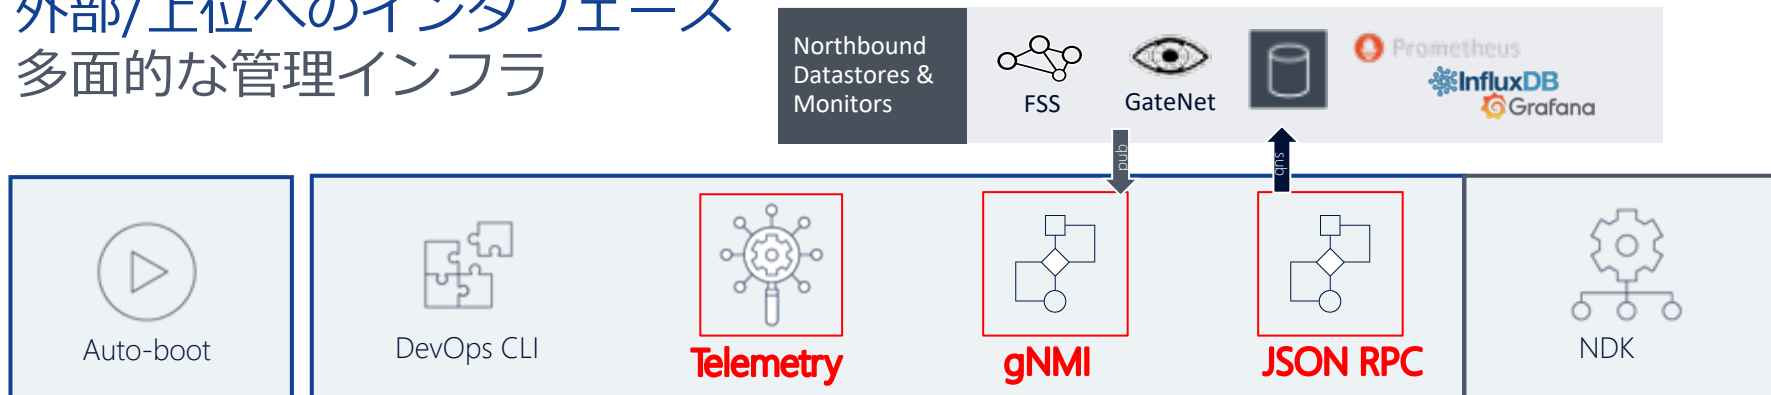 外部/上位へのインタフェース
多面的な管理インフラ
Northbound
Datastores &
Monitors
FSS
GateNet
Prometheus
InfluxDB
Grafana
pub
sub
Auto-boot
DevOps CLI
Telemetry
gNMI
JSON RPC
NDK